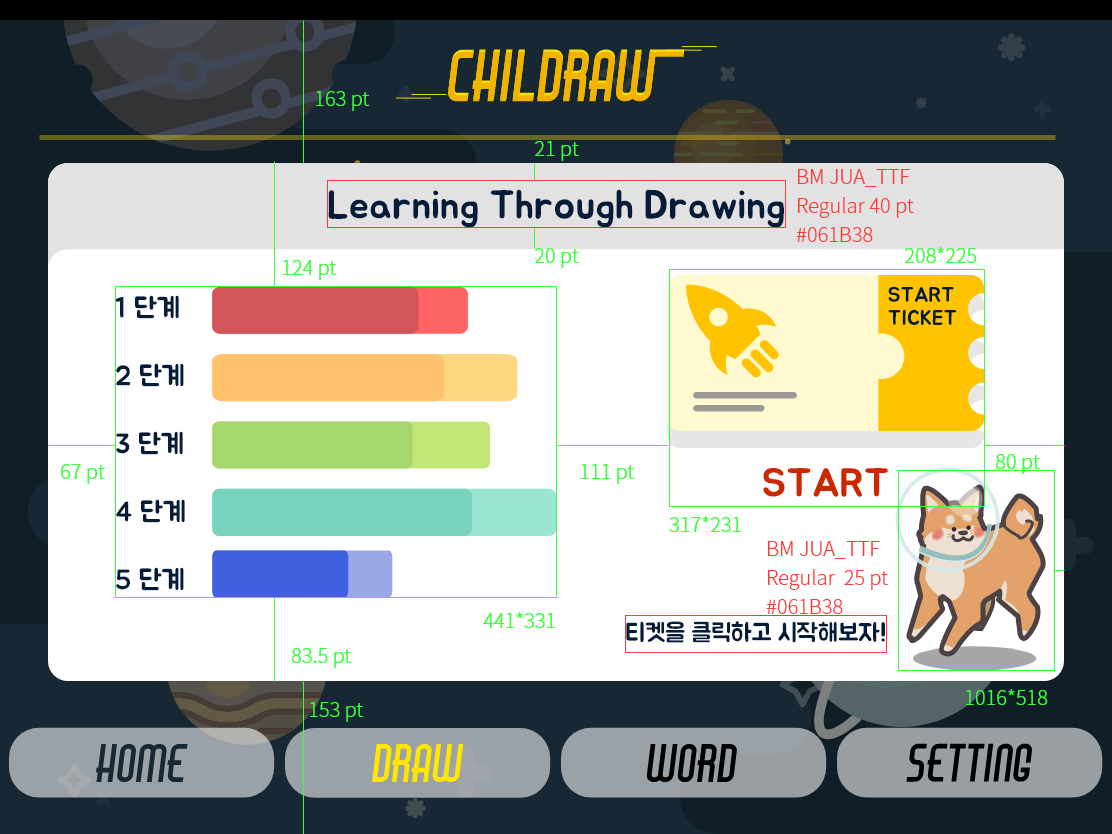 CHILDRAW
163 pt
21 pt
Learning Through Drawing
BM JUA_TTF
Regular 40 pt
#061B38
20 pt
208*225
124 pt
1 단계
2 단계
3 단계
4 단계
5 단계
START
TICKET
67 pt
111 pt
80 pt
START
317*231
BM JUA_TTF
Regular 25 pt
#061B38
441*331
티켓을 클릭하고 시작해보자!
83.5 pt
1016*518
153 pt
HOME
DRAW
WORD
SETTING